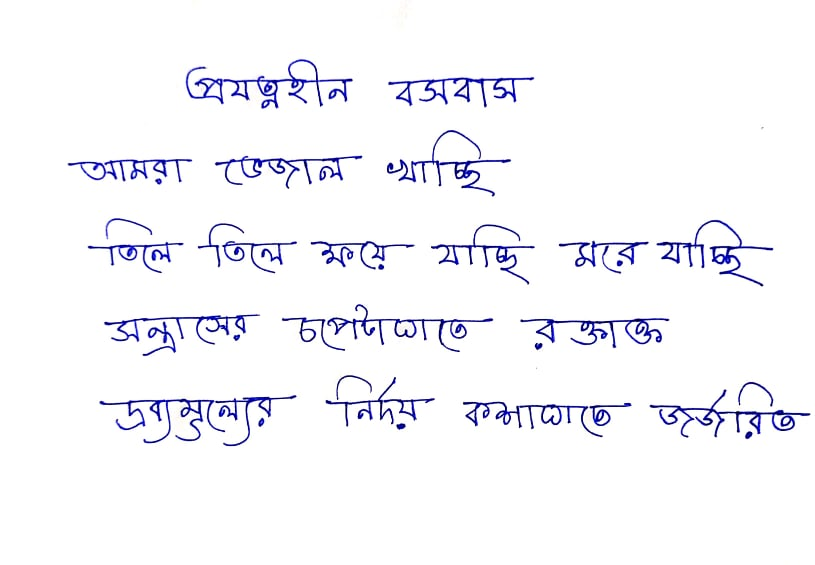 প্রযত্নহীন বসবাস
আমরা ভেজাল খাচ্ছি
তিলে তিলে ক্ষয়ে যাচ্ছি মরে যাচ্ছি
সন্ত্রাসের চপেটাঘাতে রক্তাক্ত
দ্রব্যমূল্যের নির্দয় কশাঘাতে জর্জরিত